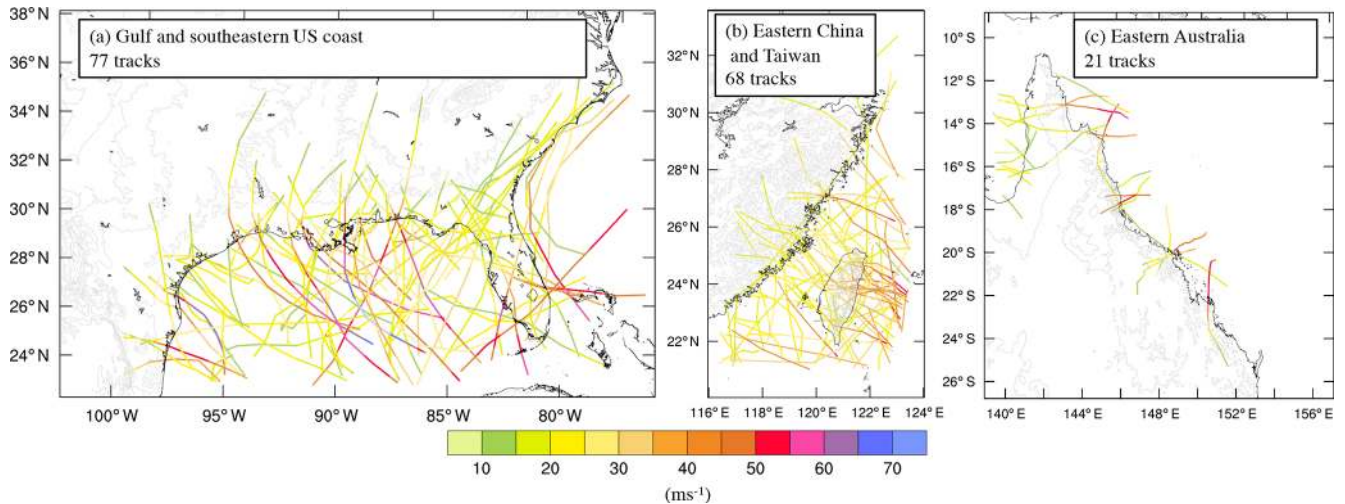 (a) Gulf and southeastern US coast
77 tracks
38°N
36°N
34°N
32°N
30°N
28°N
26°N
24°N
100°W
95°W
90°W
85°W
80°W
(b) Eastern China
and Taiwan
68 tracks
32°N
30°N
28°N
26°N
24°N
22°N
116°E
118°E
120°E
122°E
124°E
(c) Eastern Australia
21 tracks
10°S
12°S
14°S
16°S
18°S
20°S
22°S
24°S
26°S
140°E
144°E
148°E
152°E
156°E
10 20 30 40 50 60 70
(ms⁻¹)